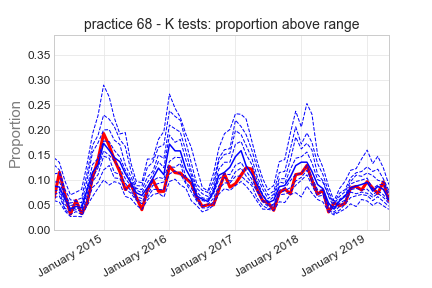 practice 68 - K tests: proportion above range
Proportion
0.35
0.30
0.25
0.20
0.15
0.10
0.05
0.00
January 2015
January 2016
January 2017
January 2018
January 2019